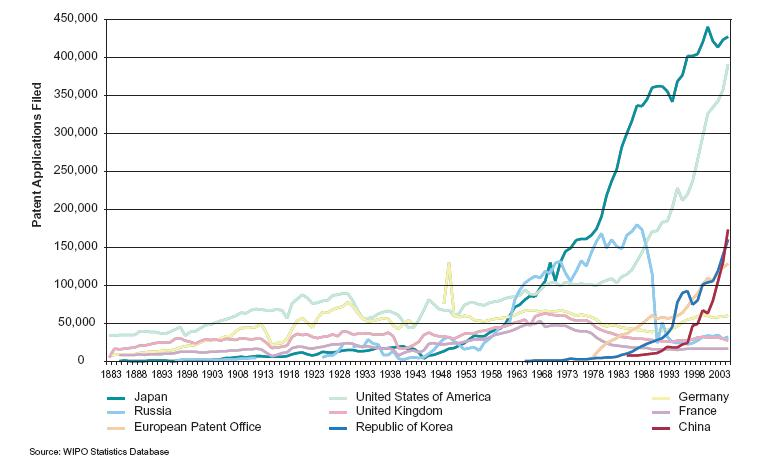 Patent Applications Filed
450,000
400,000
350,000
300,000
250,000
200,000
150,000
100,000
50,000
0
1883 1888 1893 1898 1903 1908 1913 1918 1923 1928 1933 1938 1943 1948 1953 1958 1963 1968 1973 1978 1983 1988 1993 1998 2003
Japan United States of America Germany
Russia United Kingdom France
European Patent Office Republic of Korea China
Source: WIPO Statistics Database